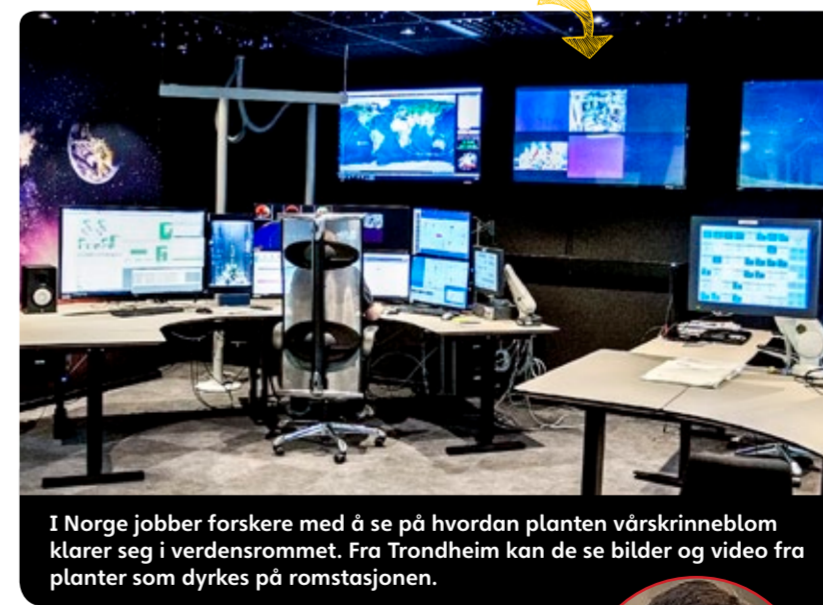 I Norge jobber forskere med å se på hvordan planten vårskrinneblom
klarer seg i verdensrommet. Fra Trondheim kan de se bilder og video fra
planter som dyrkes på romstasjonen.